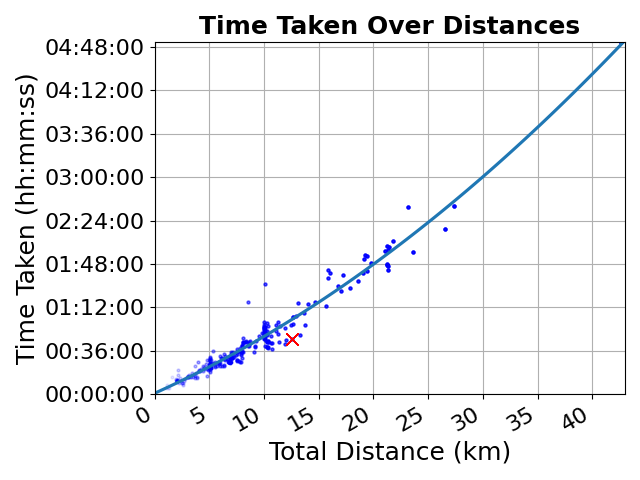 Time Taken Over Distances
04:48:00
04:12:00
03:36:00
03:00:00
02:24:00
01:48:00
01:12:00
00:36:00
00:00:00
Time Taken (hh:mm:ss)
0 5 10 15 20 25 30 35 40
Total Distance (km)